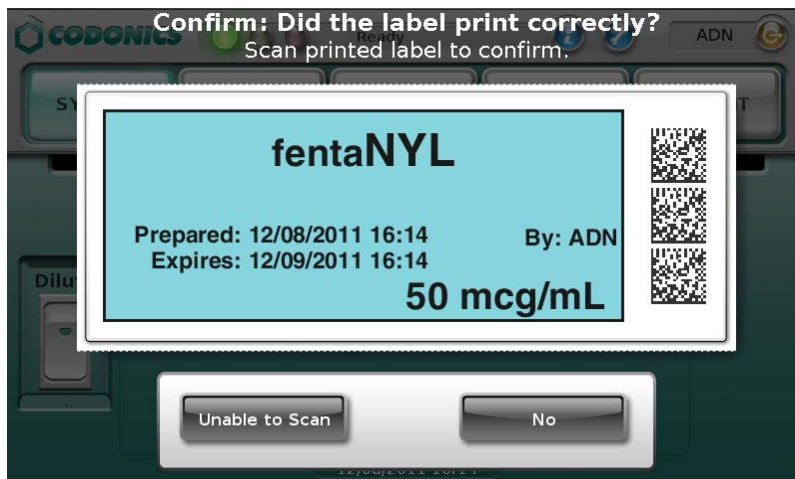 Confirm: Did the label print correctly?
Scan printed label to confirm.
CODONICS
Ready
ADN
SY
T
fentaNYL
Prepared: 12/08/2011 16:14
By: ADN
Expires: 12/09/2011 16:14
50 mcg/mL
Dilu
Unable to Scan
No
12/08/2011 16:14